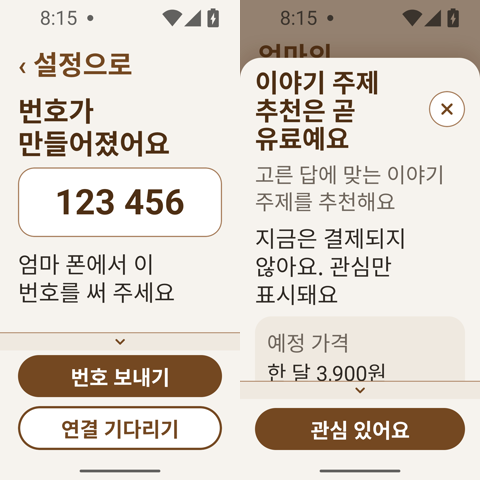 8:15
‹ 설정으로
번호가
만들어졌어요
123 456
엄마 폰에서 이
번호를 써 주세요
번호 보내기
연결 기다리기
8:15
엄마의
이야기 주제
추천은 곧
유료예요
고른 답에 맞는 이야기
주제를 추천해요
지금은 결제되지
않아요. 관심만
표시돼요
예정 가격
한 달 3,900원
관심 있어요